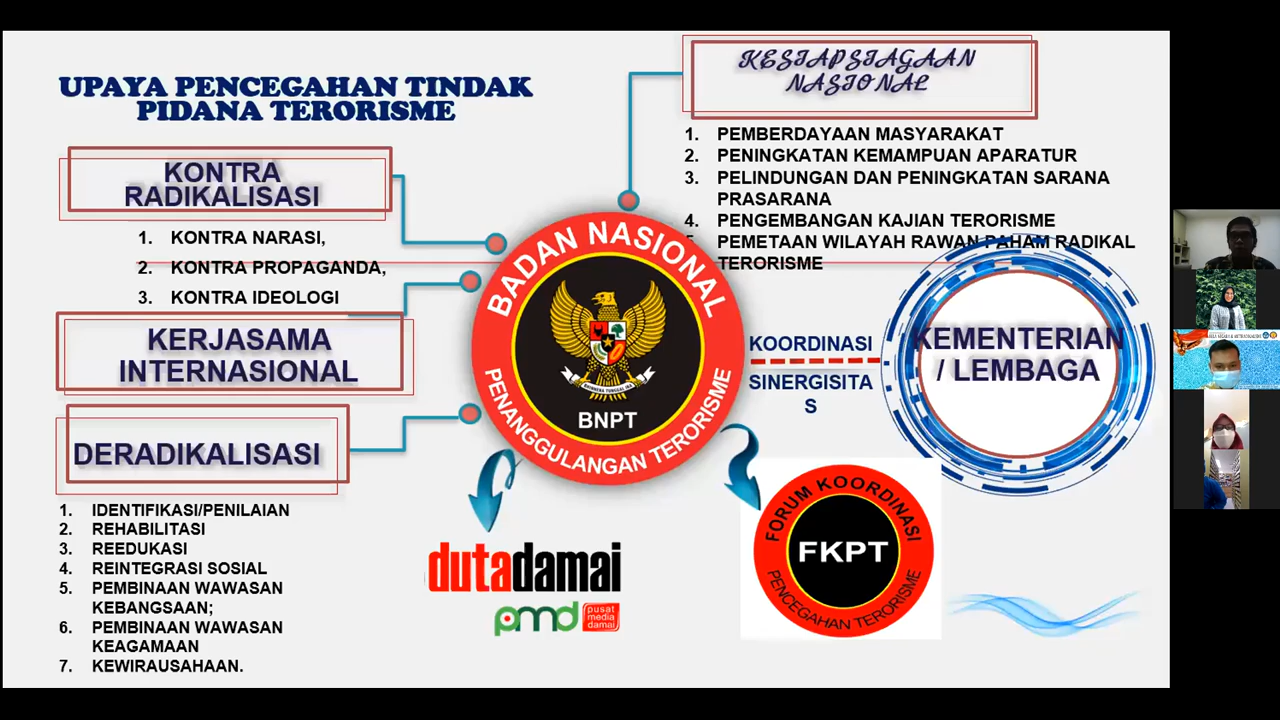 UPAYA PENCEGAHAN TINDAK
PIDANA TERORISME
KONTRA
RADIKALISASI
1. KONTRA NARASI,
2. KONTRA PROPAGANDA,
3. KONTRA IDEOLOGI
KERJASAMA
INTERNASIONAL
DERADIKALISASI
1. IDENTIFIKASI/PENILAIAN
2. REHABILITASI
3. REEDUKASI
4. REINTEGRASI SOSIAL
5. PEMBINAAN WAWASAN
KEBANGSAAN;
6. PEMBINAAN WAWASAN
KEAGAMAAN
7. KEWIRAUSAHAAN.
KESIAPSIAGAAN
NASIONAL
1. PEMBERDAYAAN MASYARAKAT
2. PENINGKATAN KEMAMPUAN APARATUR
3. PELINDUNGAN DAN PENINGKATAN SARANA
PRASARANA
4. PENGEMBANGAN KAJIAN TERORISME
5. PEMETAAN WILAYAH RAWAN PAHAM RADIKAL
TERORISME
BADAN NASIONAL
BNPT
PENANGGULANGAN TERORISME
KOORDINASI
SINERGISITA
S
KEMENTERIAN
/ LEMBAGA
dutadamai
pmd
pusat
media
damai
FORUM KOORDINASI
FKPT
PENCEGAHAN TERORISME